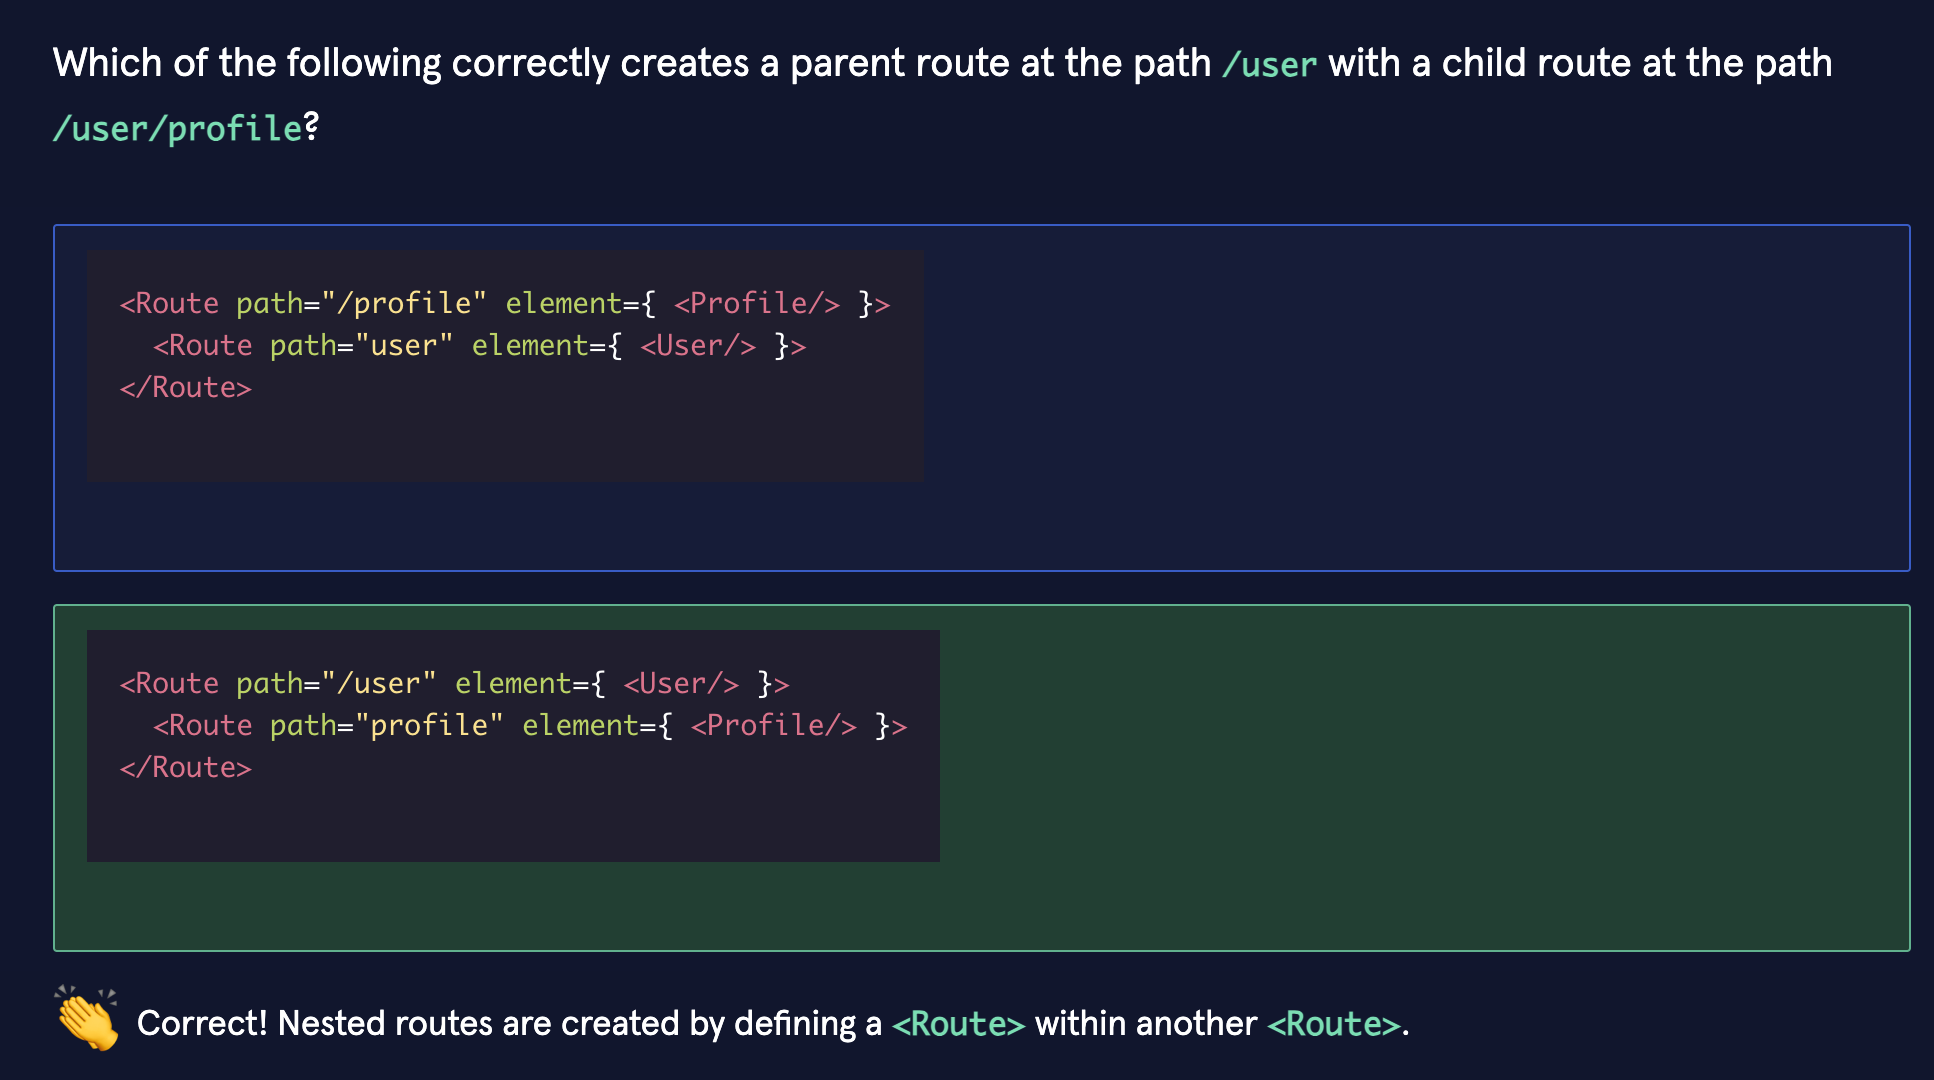 Which of the following correctly creates a parent route at the path /user with a child route at the path
/user/profile?
<Route path="/profile" element={ <Profile/> }>
  <Route path="user" element={ <User/> }>
</Route>
<Route path="/user" element={ <User/> }>
  <Route path="profile" element={ <Profile/> }>
</Route>
Correct! Nested routes are created by defining a <Route> within another <Route>.